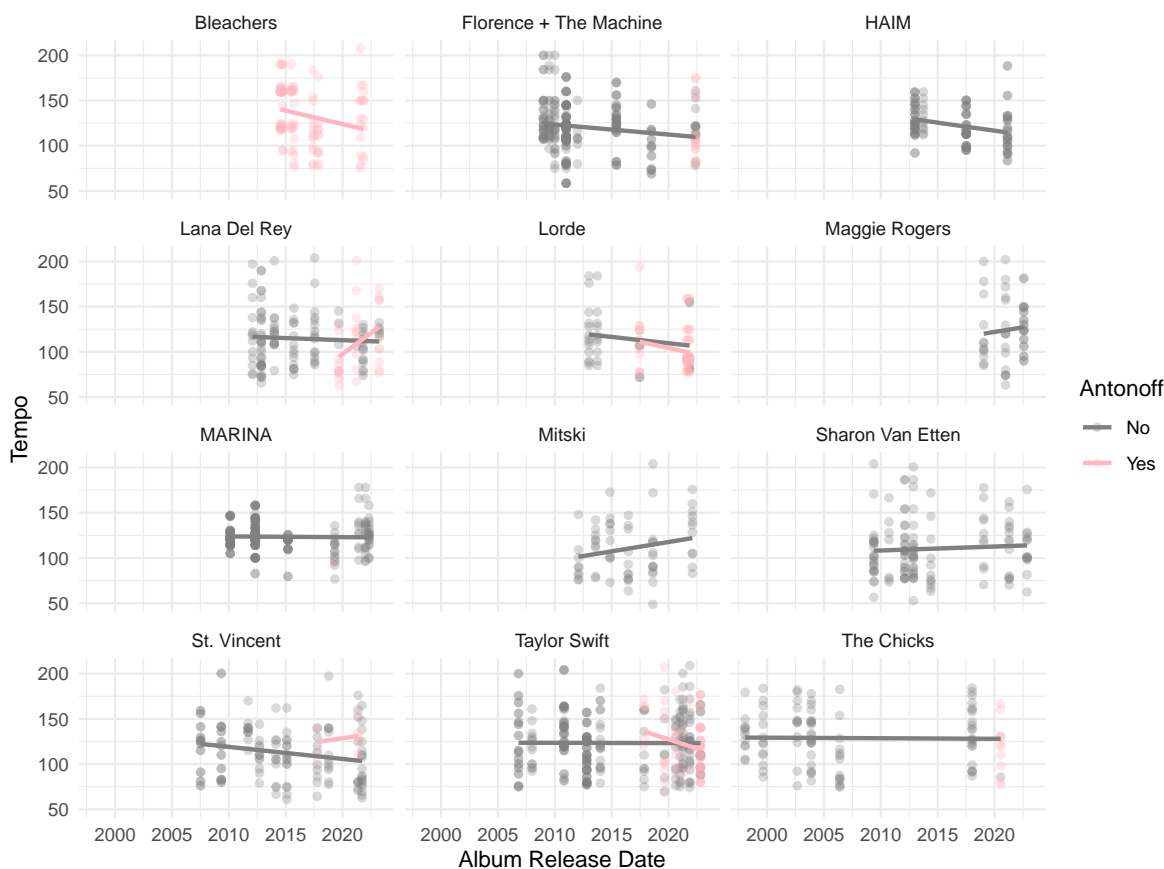 Bleachers
Florence + The Machine
HAIM
200
150
100
50
Lana Del Rey
Lorde
Maggie Rogers
200
150
100
50
MARINA
Mitski
Sharon Van Etten
200
150
100
50
St. Vincent
Taylor Swift
The Chicks
200
150
100
50
2000 2005 2010 2015 2020
2000 2005 2010 2015 2020
2000 2005 2010 2015 2020
Album Release Date
Tempo
Antonoff
No
Yes